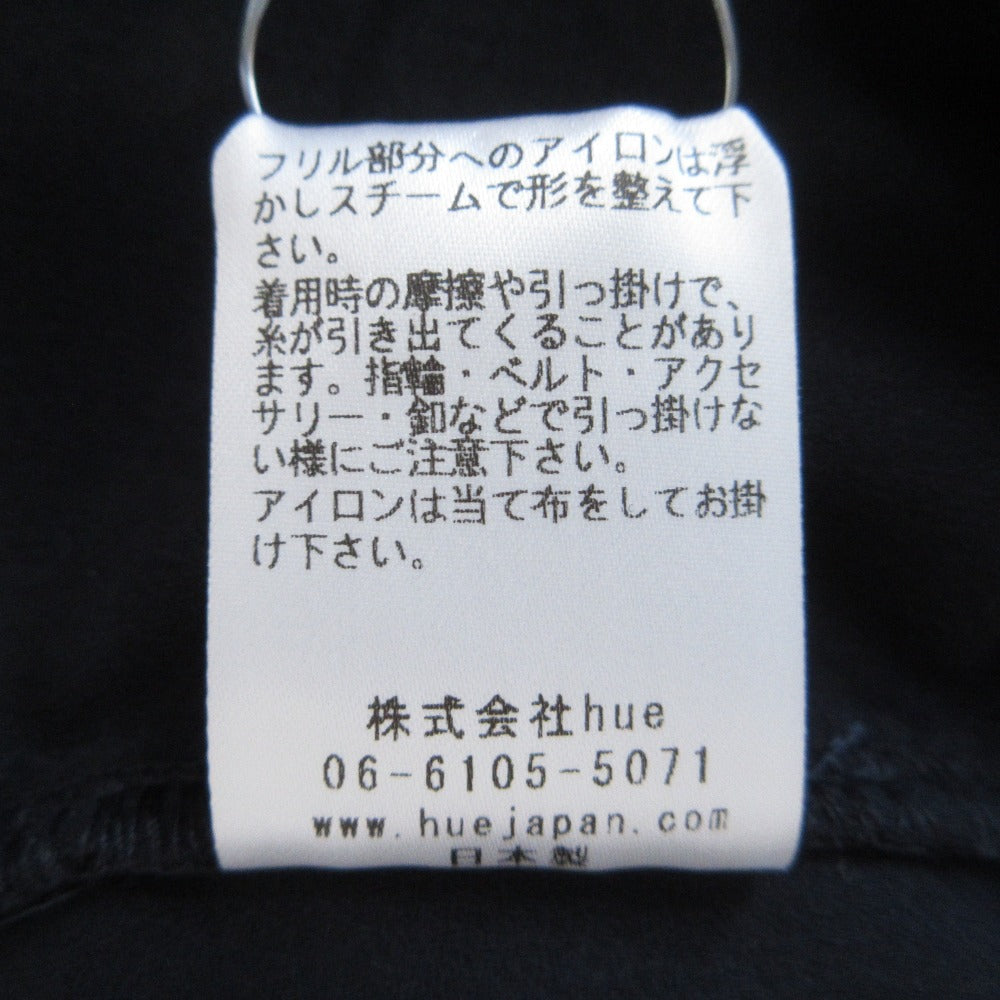 フリル部分へのアイロンは浮
かしスチームで形を整えて下
さい。
着用時の摩擦や引っ掛けで、
糸が引き出てくることがあり
ます。指輪・ベルト・アクセ
サリー・釦などで引っ掛けな
い様にご注意下さい。
アイロンは当て布をしてお掛
け下さい。
株式会社hue
06-6105-5071
www.huejapan.com
日本製